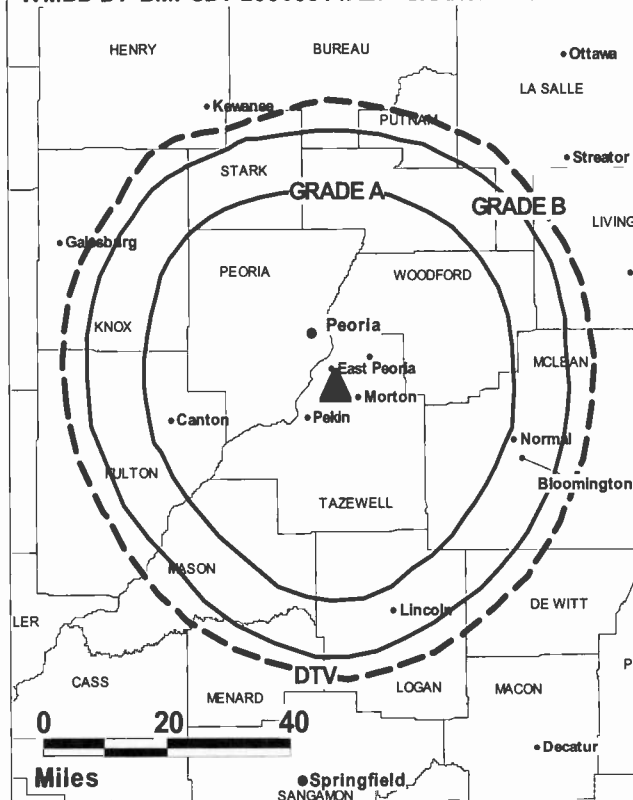 HENRY
BUREAU
Ottawa
LA SALLE
Kewanee
PUTNAM
Streator
STARK
GRADE A
GRADE B
LIVING
Galesburg
PEORIA
WOODFORD
KNOX
Peoria
MCLEAN
East Peoria
Morton
Canton
Pekin
Normal
FULTON
Bloomington
TAZEWELL
MASON
Lincoln
DE WITT
LER
DTV
P
CASS
LOGAN
MACON
MENARD
0 20 40
Decatur
Miles
Springfield
SANGAMON